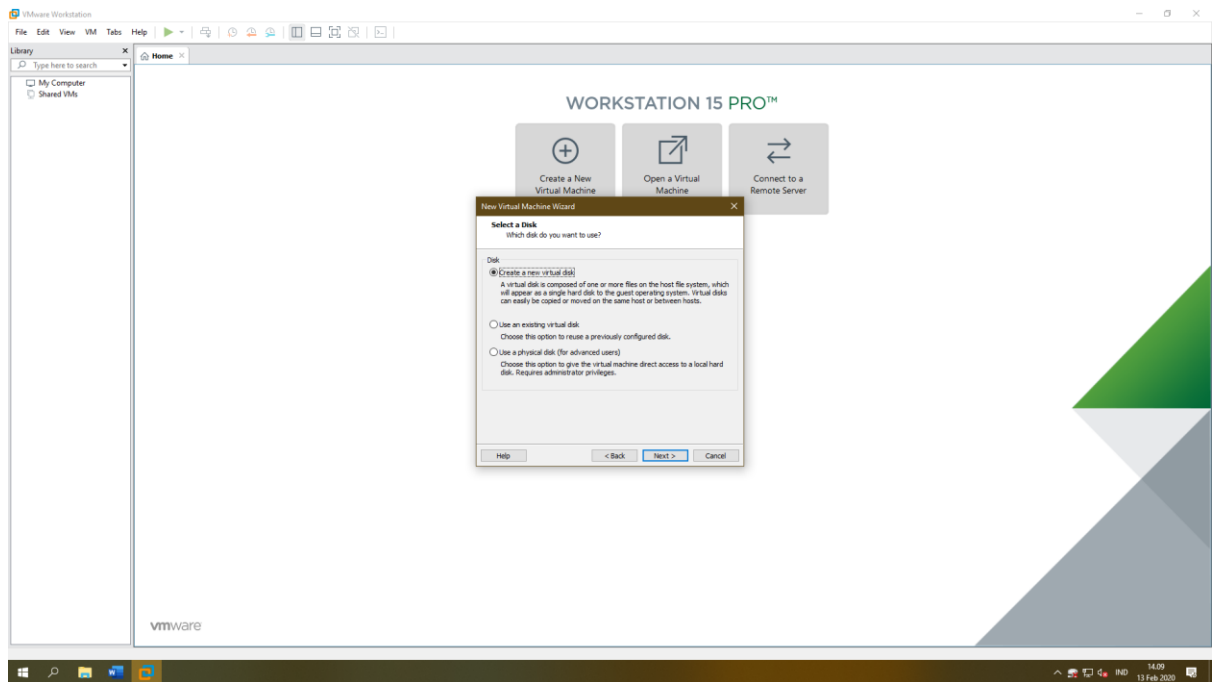 VMware Workstation
File Edit View VM Tabs Help
Library
Type here to search
My Computer
Shared VMs
Home
WORKSTATION 15 PRO™
Create a New
Virtual Machine
Open a Virtual
Machine
Connect to a
Remote Server
New Virtual Machine Wizard
Select a Disk
Which disk do you want to use?
Disk
Create a new virtual disk
A virtual disk is composed of one or more files on the host file system, which
will appear as a single hard disk to the guest operating system. Virtual disks
can easily be copied or moved on the same host or between hosts.
Use an existing virtual disk
Choose this option to reuse a previously configured disk.
Use a physical disk (for advanced users)
Choose this option to give the virtual machine direct access to a local hard
disk. Requires administrator privileges.
Help < Back Next > Cancel
vmware
IND 14.09
13 Feb 2020